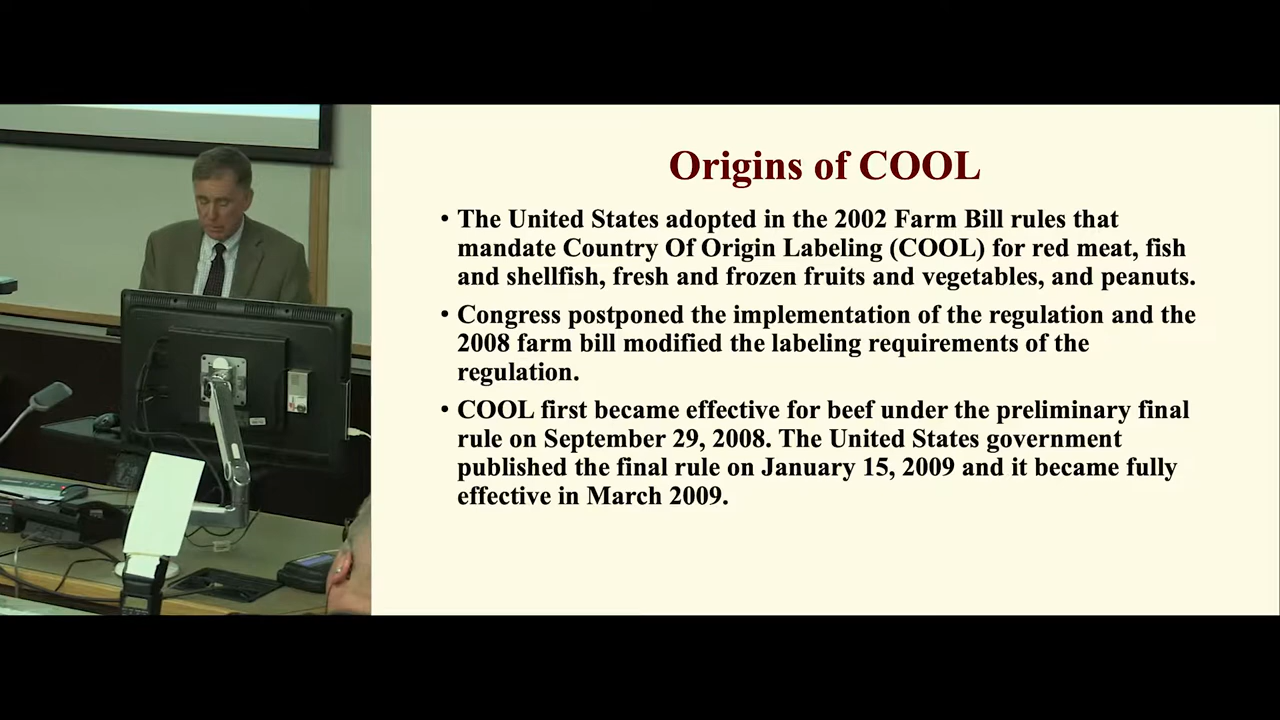 Origins of COOL
• The United States adopted in the 2002 Farm Bill rules that
mandate Country Of Origin Labeling (COOL) for red meat, fish
and shellfish, fresh and frozen fruits and vegetables, and peanuts.
• Congress postponed the implementation of the regulation and the
2008 farm bill modified the labeling requirements of the
regulation.
• COOL first became effective for beef under the preliminary final
rule on September 29, 2008. The United States government
published the final rule on January 15, 2009 and it became fully
effective in March 2009.